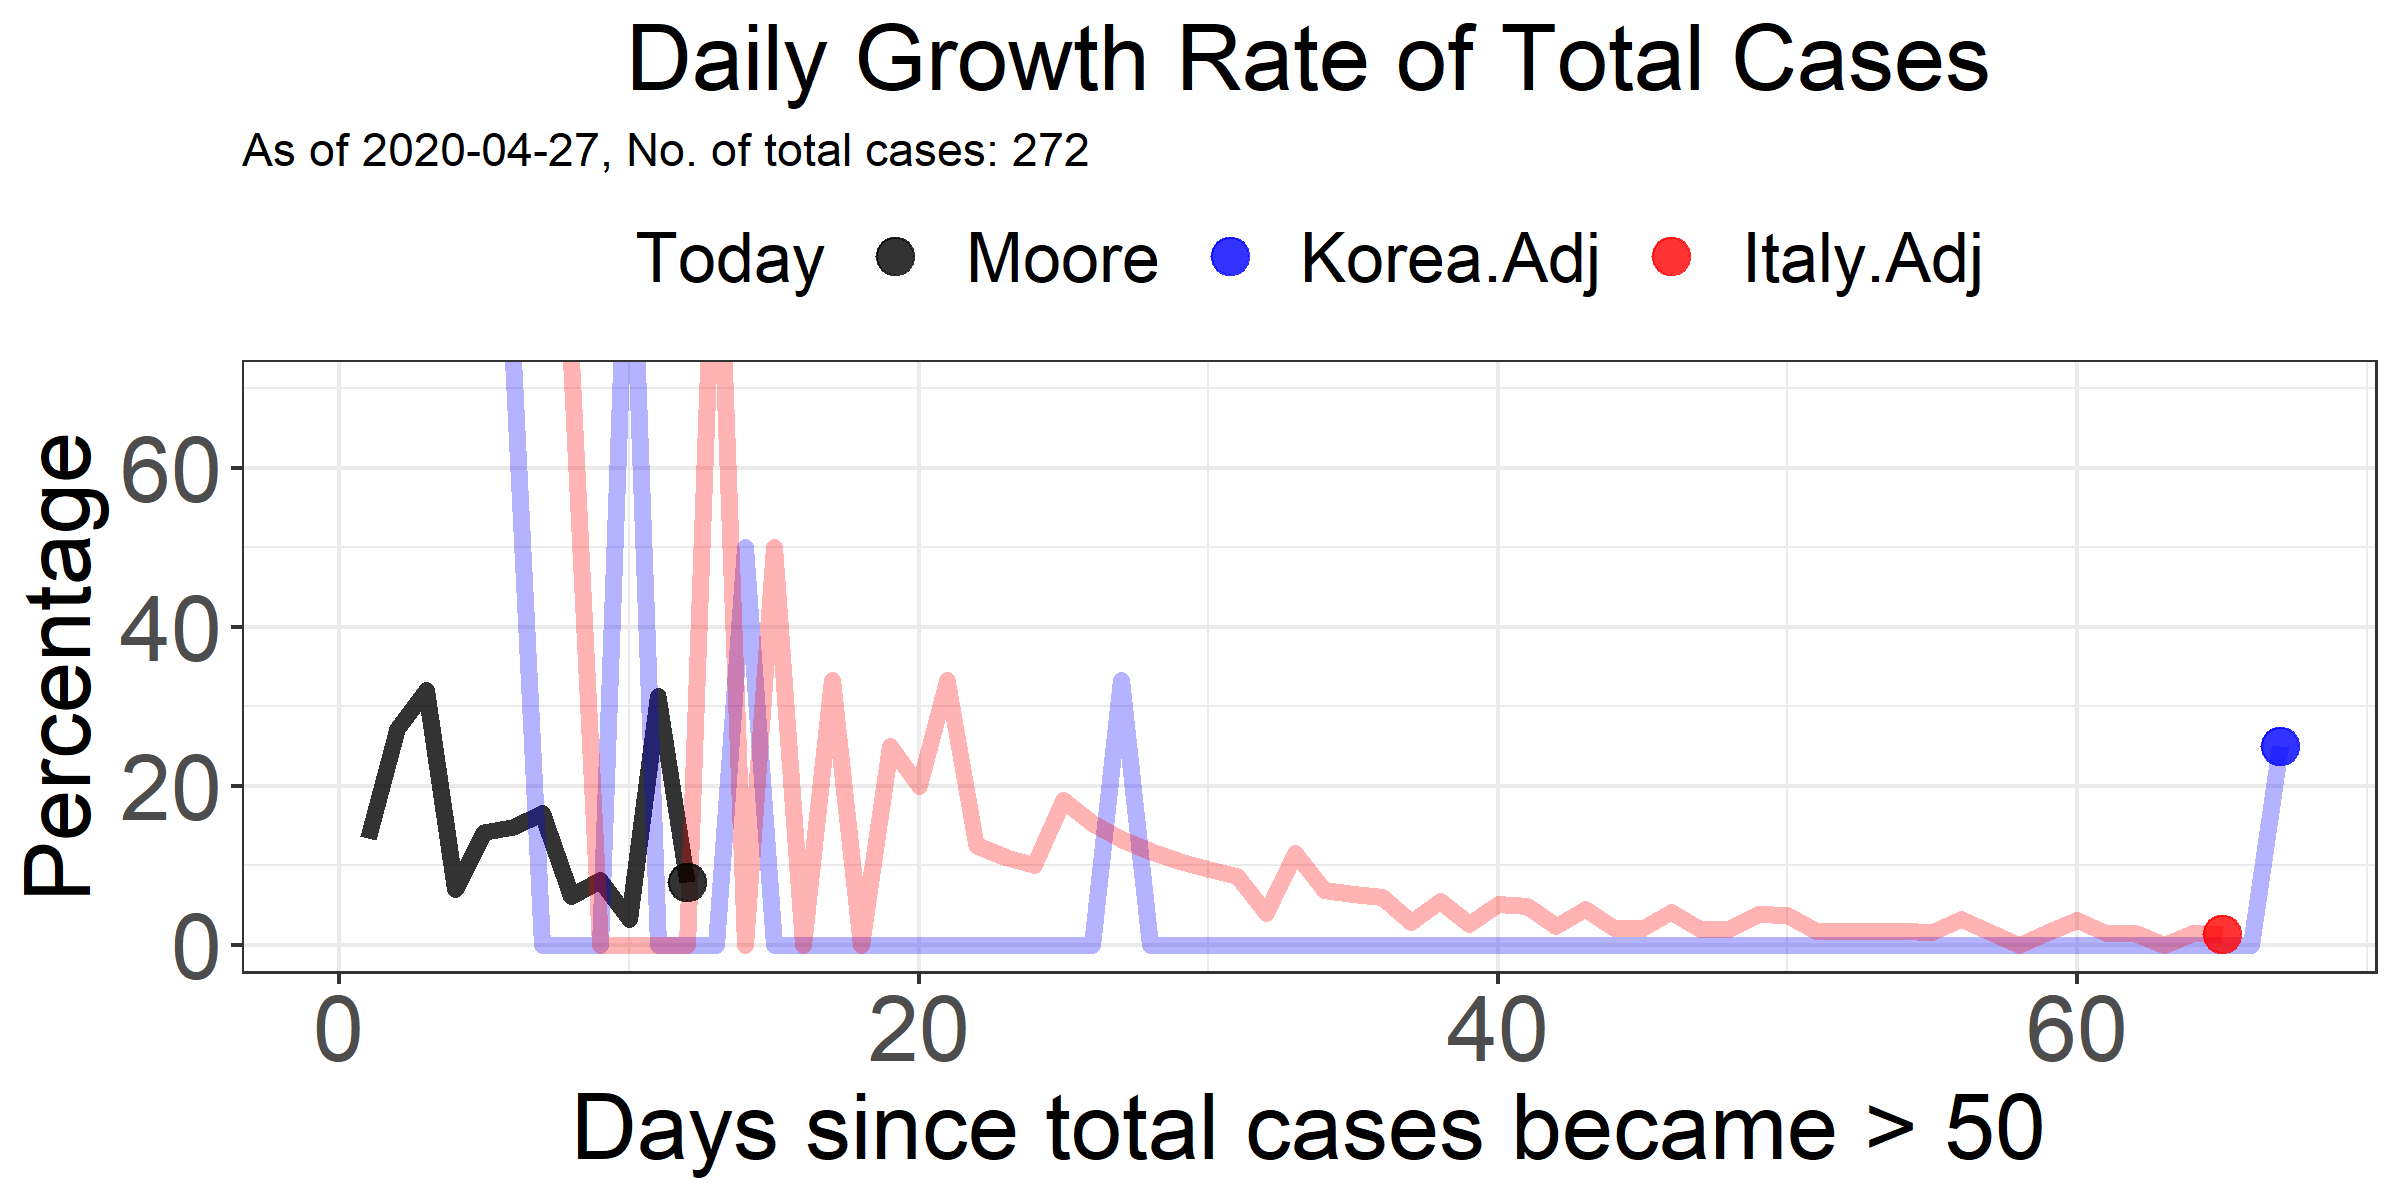 Daily Growth Rate of Total Cases
As of 2020-04-27, No. of total cases: 272
Today Moore Korea.Adj Italy.Adj
Percentage
60
40
20
0
0 20 40 60
Days since total cases became > 50